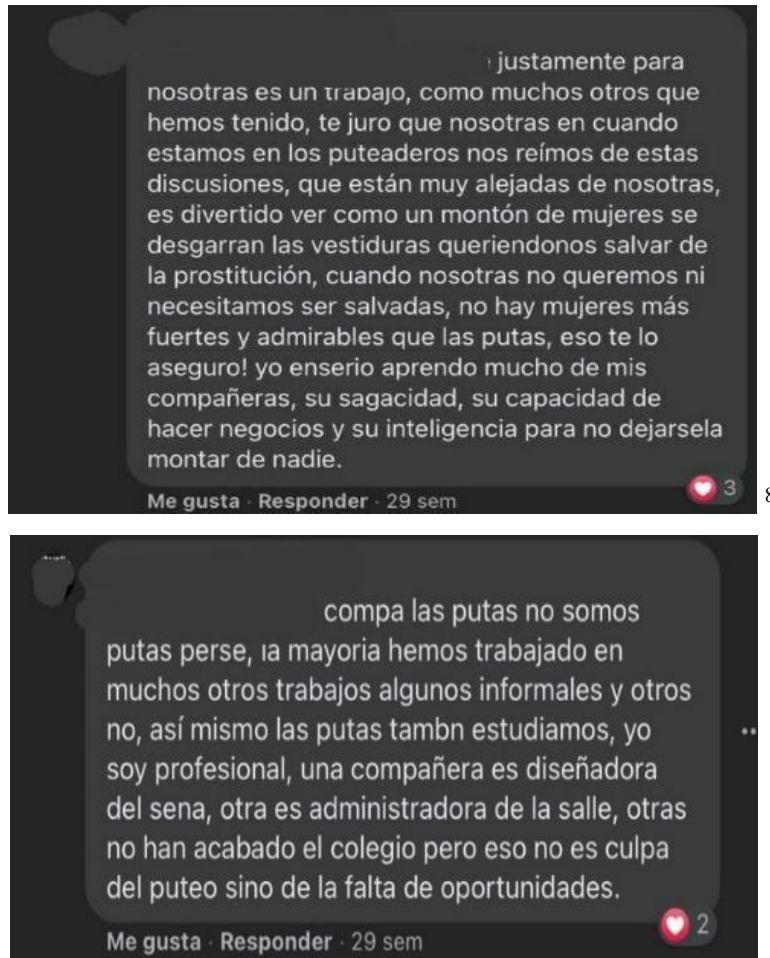 justamente para
nosotras es un trabajo, como muchos otros que
hemos tenido, te juro que nosotras en cuando
estamos en los puteaderos nos reímos de estas
discusiones, que están muy alejadas de nosotras,
es divertido ver como un montón de mujeres se
desgarran las vestiduras queriendonos salvar de
la prostitución, cuando nosotras no queremos ni
necesitamos ser salvadas, no hay mujeres más
fuertes y admirables que las putas, eso te lo
aseguro! yo enserio aprendo mucho de mis
compañeras, su sagacidad, su capacidad de
hacer negocios y su inteligencia para no dejarsela
montar de nadie.
3
Me gusta · Responder · 29 sem
compa las putas no somos
putas perse, la mayoria hemos trabajado en
muchos otros trabajos algunos informales y otros
no, así mismo las putas tambn estudiamos, yo
soy profesional, una compañera es diseñadora
del sena, otra es administradora de la salle, otras
no han acabado el colegio pero eso no es culpa
del puteo sino de la falta de oportunidades.
2
Me gusta · Responder · 29 sem